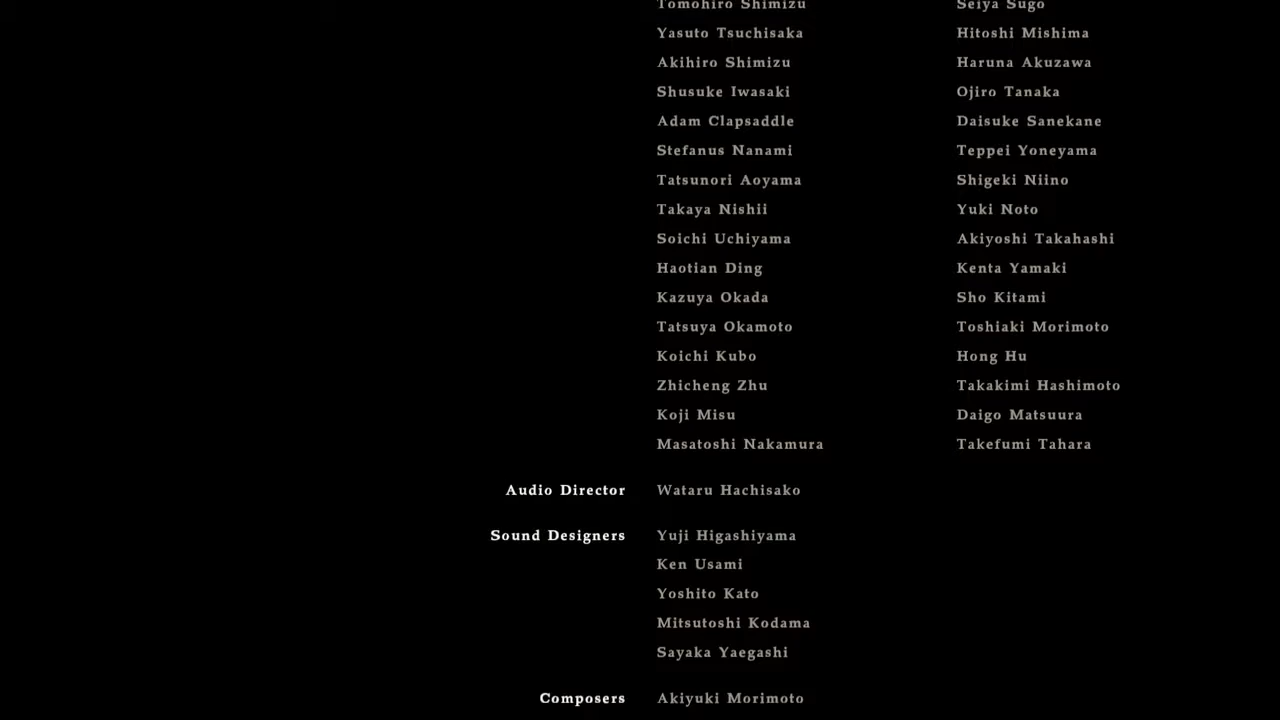 Tomohiro Shimizu Seiya Sugo
Yasuto Tsuchisaka Hitoshi Mishima
Akihiro Shimizu Haruna Akuzawa
Shusuke Iwasaki Ojiro Tanaka
Adam Clapsaddle Daisuke Sanekane
Stefanus Nanami Teppei Yoneyama
Tatsunori Aoyama Shigeki Niino
Takaya Nishii Yuki Noto
Soichi Uchiyama Akiyoshi Takahashi
Haotian Ding Kenta Yamaki
Kazuya Okada Sho Kitami
Tatsuya Okamoto Toshiaki Morimoto
Koichi Kubo Hong Hu
Zhicheng Zhu Takakimi Hashimoto
Koji Misu Daigo Matsuura
Masatoshi Nakamura Takefumi Tahara
Audio Director Wataru Hachisako
Sound Designers Yuji Higashiyama
Ken Usami
Yoshito Kato
Mitsutoshi Kodama
Sayaka Yaegashi
Composers Akiyuki Morimoto